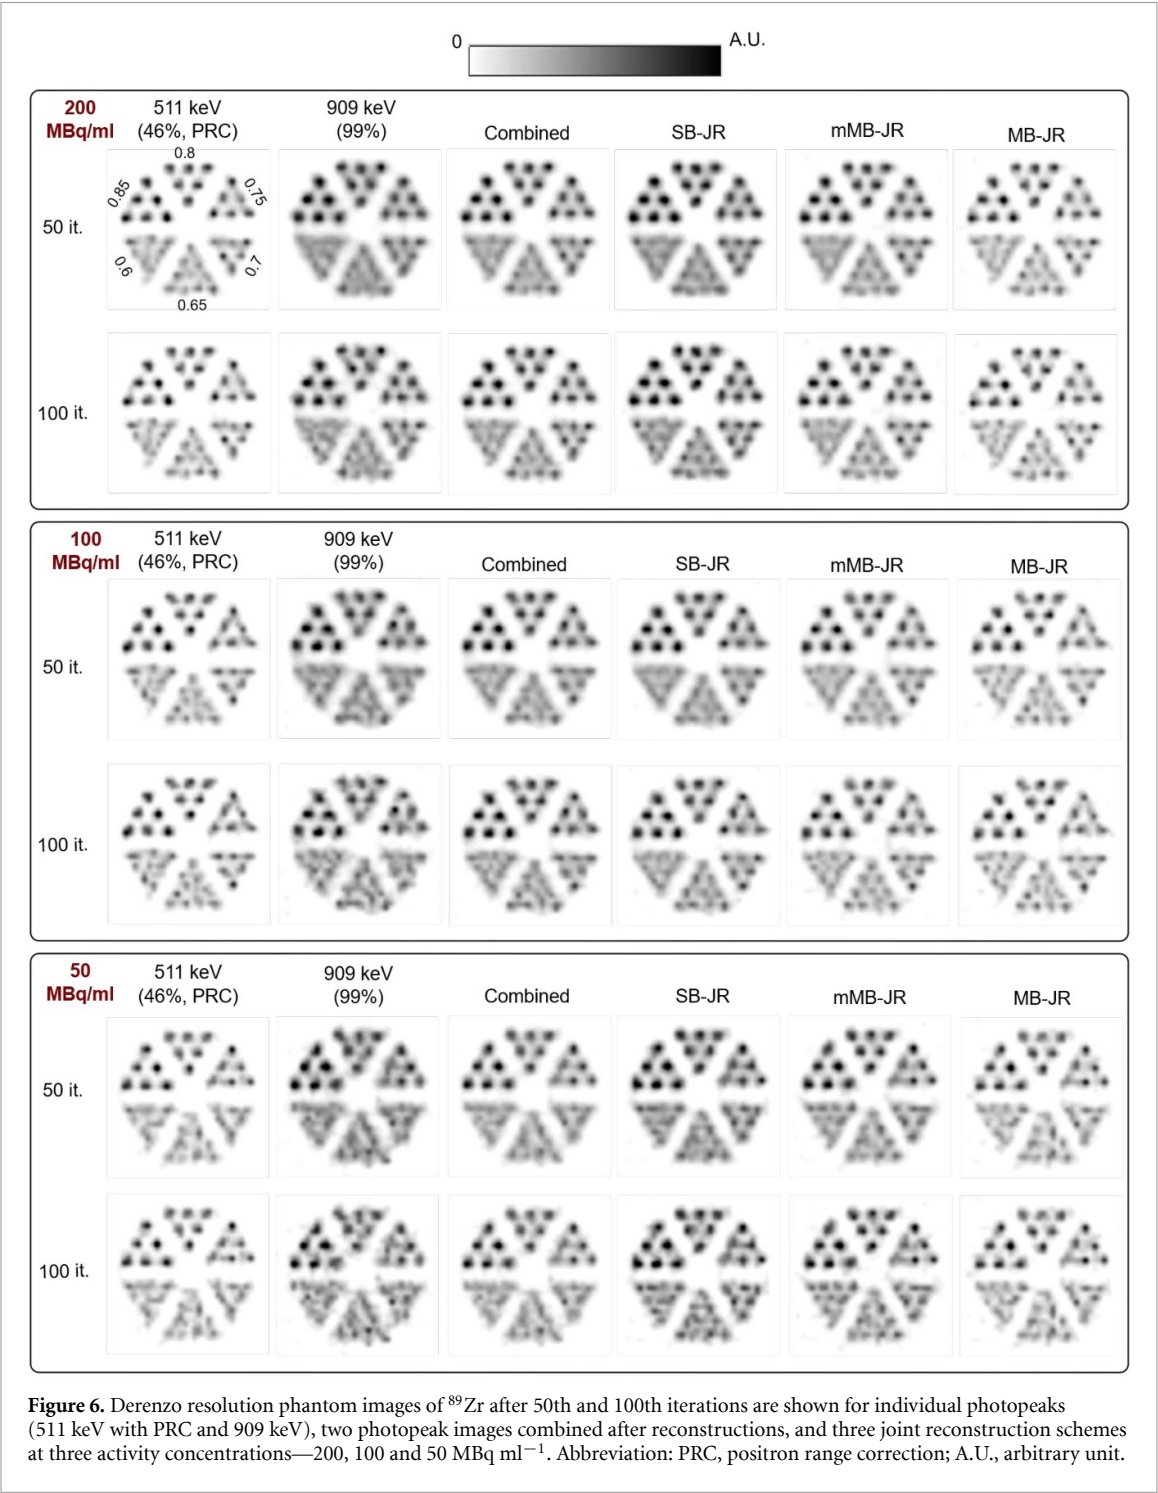 0 A.U.
200 MBq/ml
511 keV (46%, PRC)
909 keV (99%)
Combined
SB-JR
mMB-JR
MB-JR
50 it.
0.8
0.85
0.75
0.6
0.7
0.65
100 it.
100 MBq/ml
511 keV (46%, PRC)
909 keV (99%)
Combined
SB-JR
mMB-JR
MB-JR
50 it.
100 it.
50 MBq/ml
511 keV (46%, PRC)
909 keV (99%)
Combined
SB-JR
mMB-JR
MB-JR
50 it.
100 it.
Figure 6. Derenzo resolution phantom images of ⁸⁹Zr after 50th and 100th iterations are shown for individual photopeaks
(511 keV with PRC and 909 keV), two photopeak images combined after reconstructions, and three joint reconstruction schemes
at three activity concentrations—200, 100 and 50 MBq ml⁻¹. Abbreviation: PRC, positron range correction; A.U., arbitrary unit.